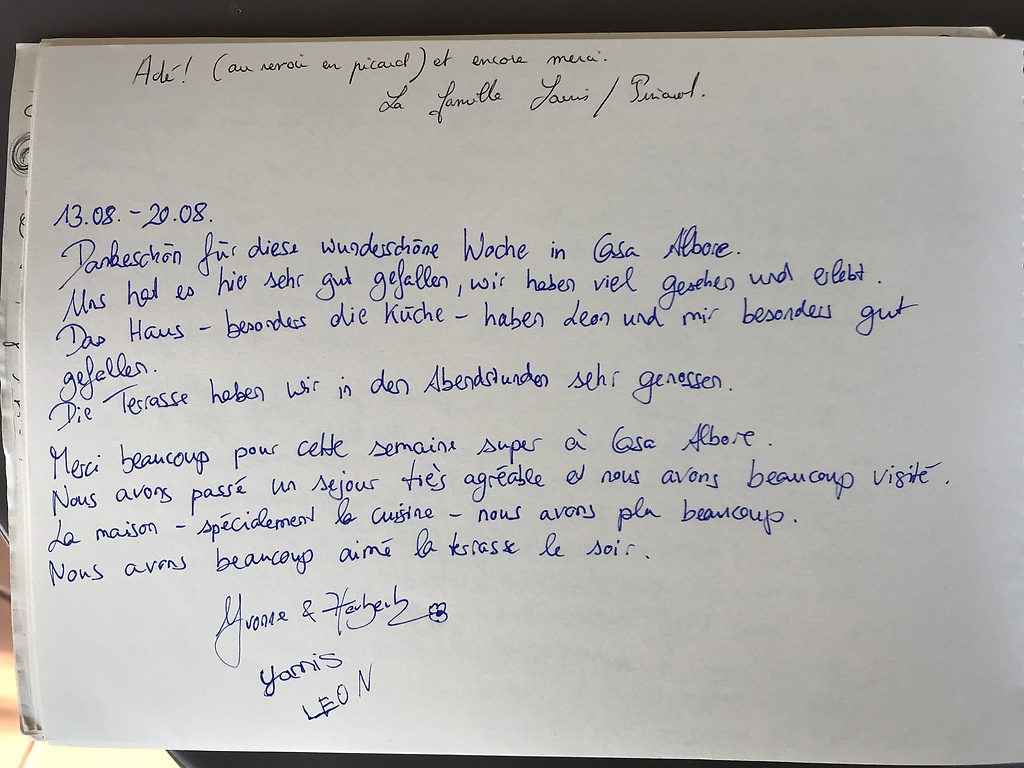 Adé! (au revoir en picard) et encore merci.
La famille
13.08. - 20.08.
Dankeschön für diese wunderschöne Woche in Casa Albore.
Uns hat es hier sehr gut gefallen, wir haben viel gesehen und erlebt.
Das Haus - besonders die Küche - haben Leon und mir besonders gut
gefallen.
Die Terrasse haben wir in den Abendstunden sehr genossen.
Merci beaucoup pour cette semaine super à Casa Albore.
Nous avons passé un séjour très agréable et nous avons beaucoup visité.
La maison - spécialement la cuisine - nous avons plu beaucoup.
Nous avons beaucoup aimé la terrasse le soir.
Yvonne & Herbert
Yannis
LEON